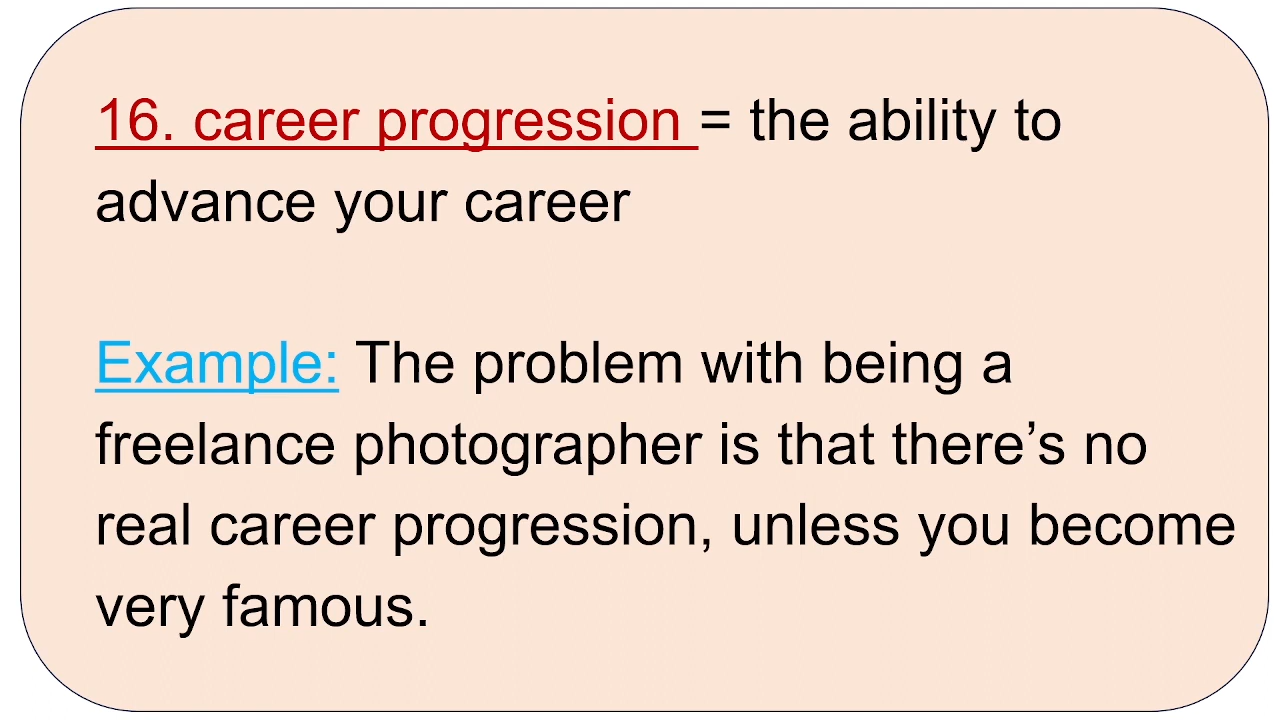 16. career progression = the ability to
advance your career
Example: The problem with being a
freelance photographer is that there’s no
real career progression, unless you become
very famous.